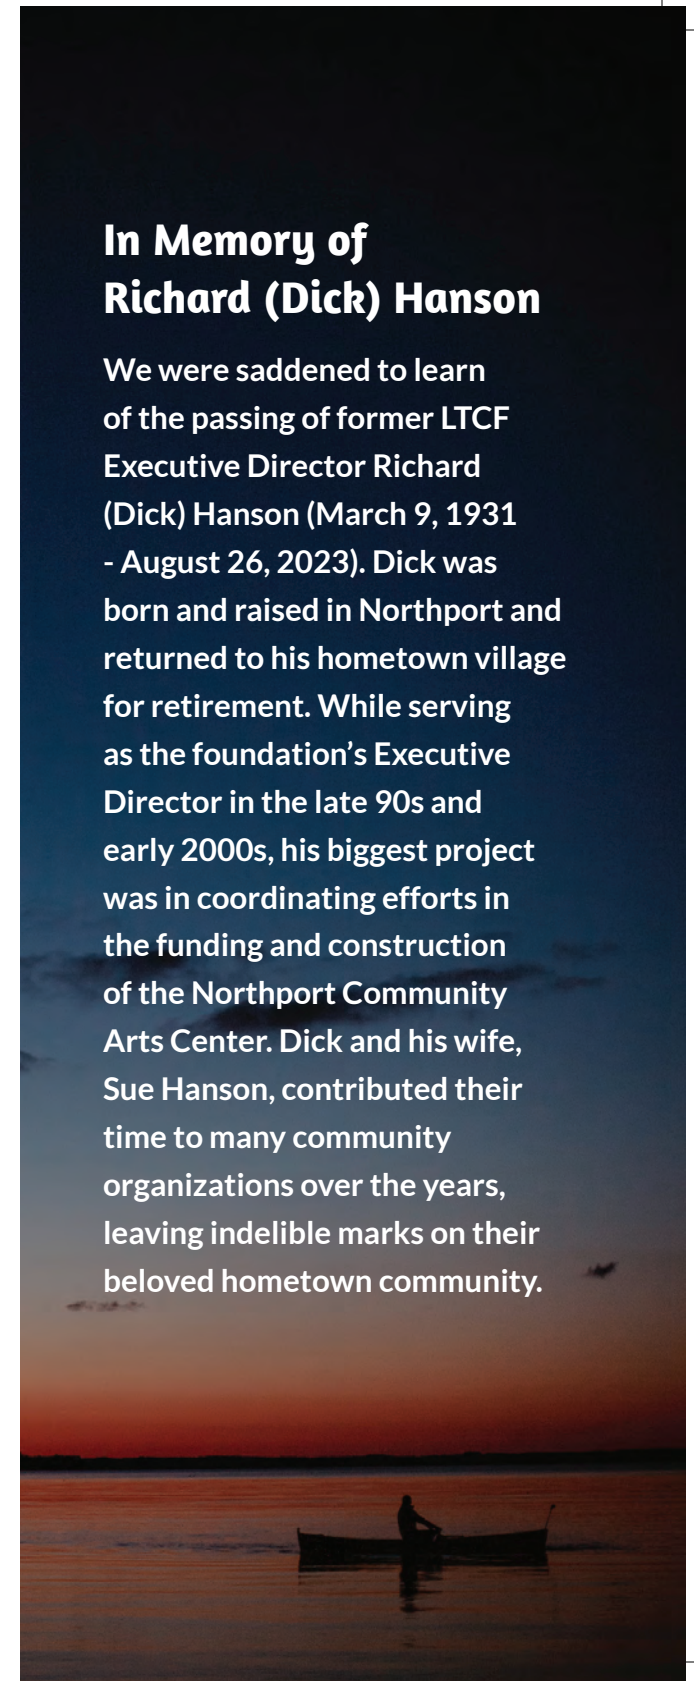 In Memory of
Richard (Dick) Hanson
We were saddened to learn
of the passing of former LTCF
Executive Director Richard
(Dick) Hanson (March 9, 1931
- August 26, 2023). Dick was
born and raised in Northport and
returned to his hometown village
for retirement. While serving
as the foundation’s Executive
Director in the late 90s and
early 2000s, his biggest project
was in coordinating efforts in
the funding and construction
of the Northport Community
Arts Center. Dick and his wife,
Sue Hanson, contributed their
time to many community
organizations over the years,
leaving indelible marks on their
beloved hometown community.